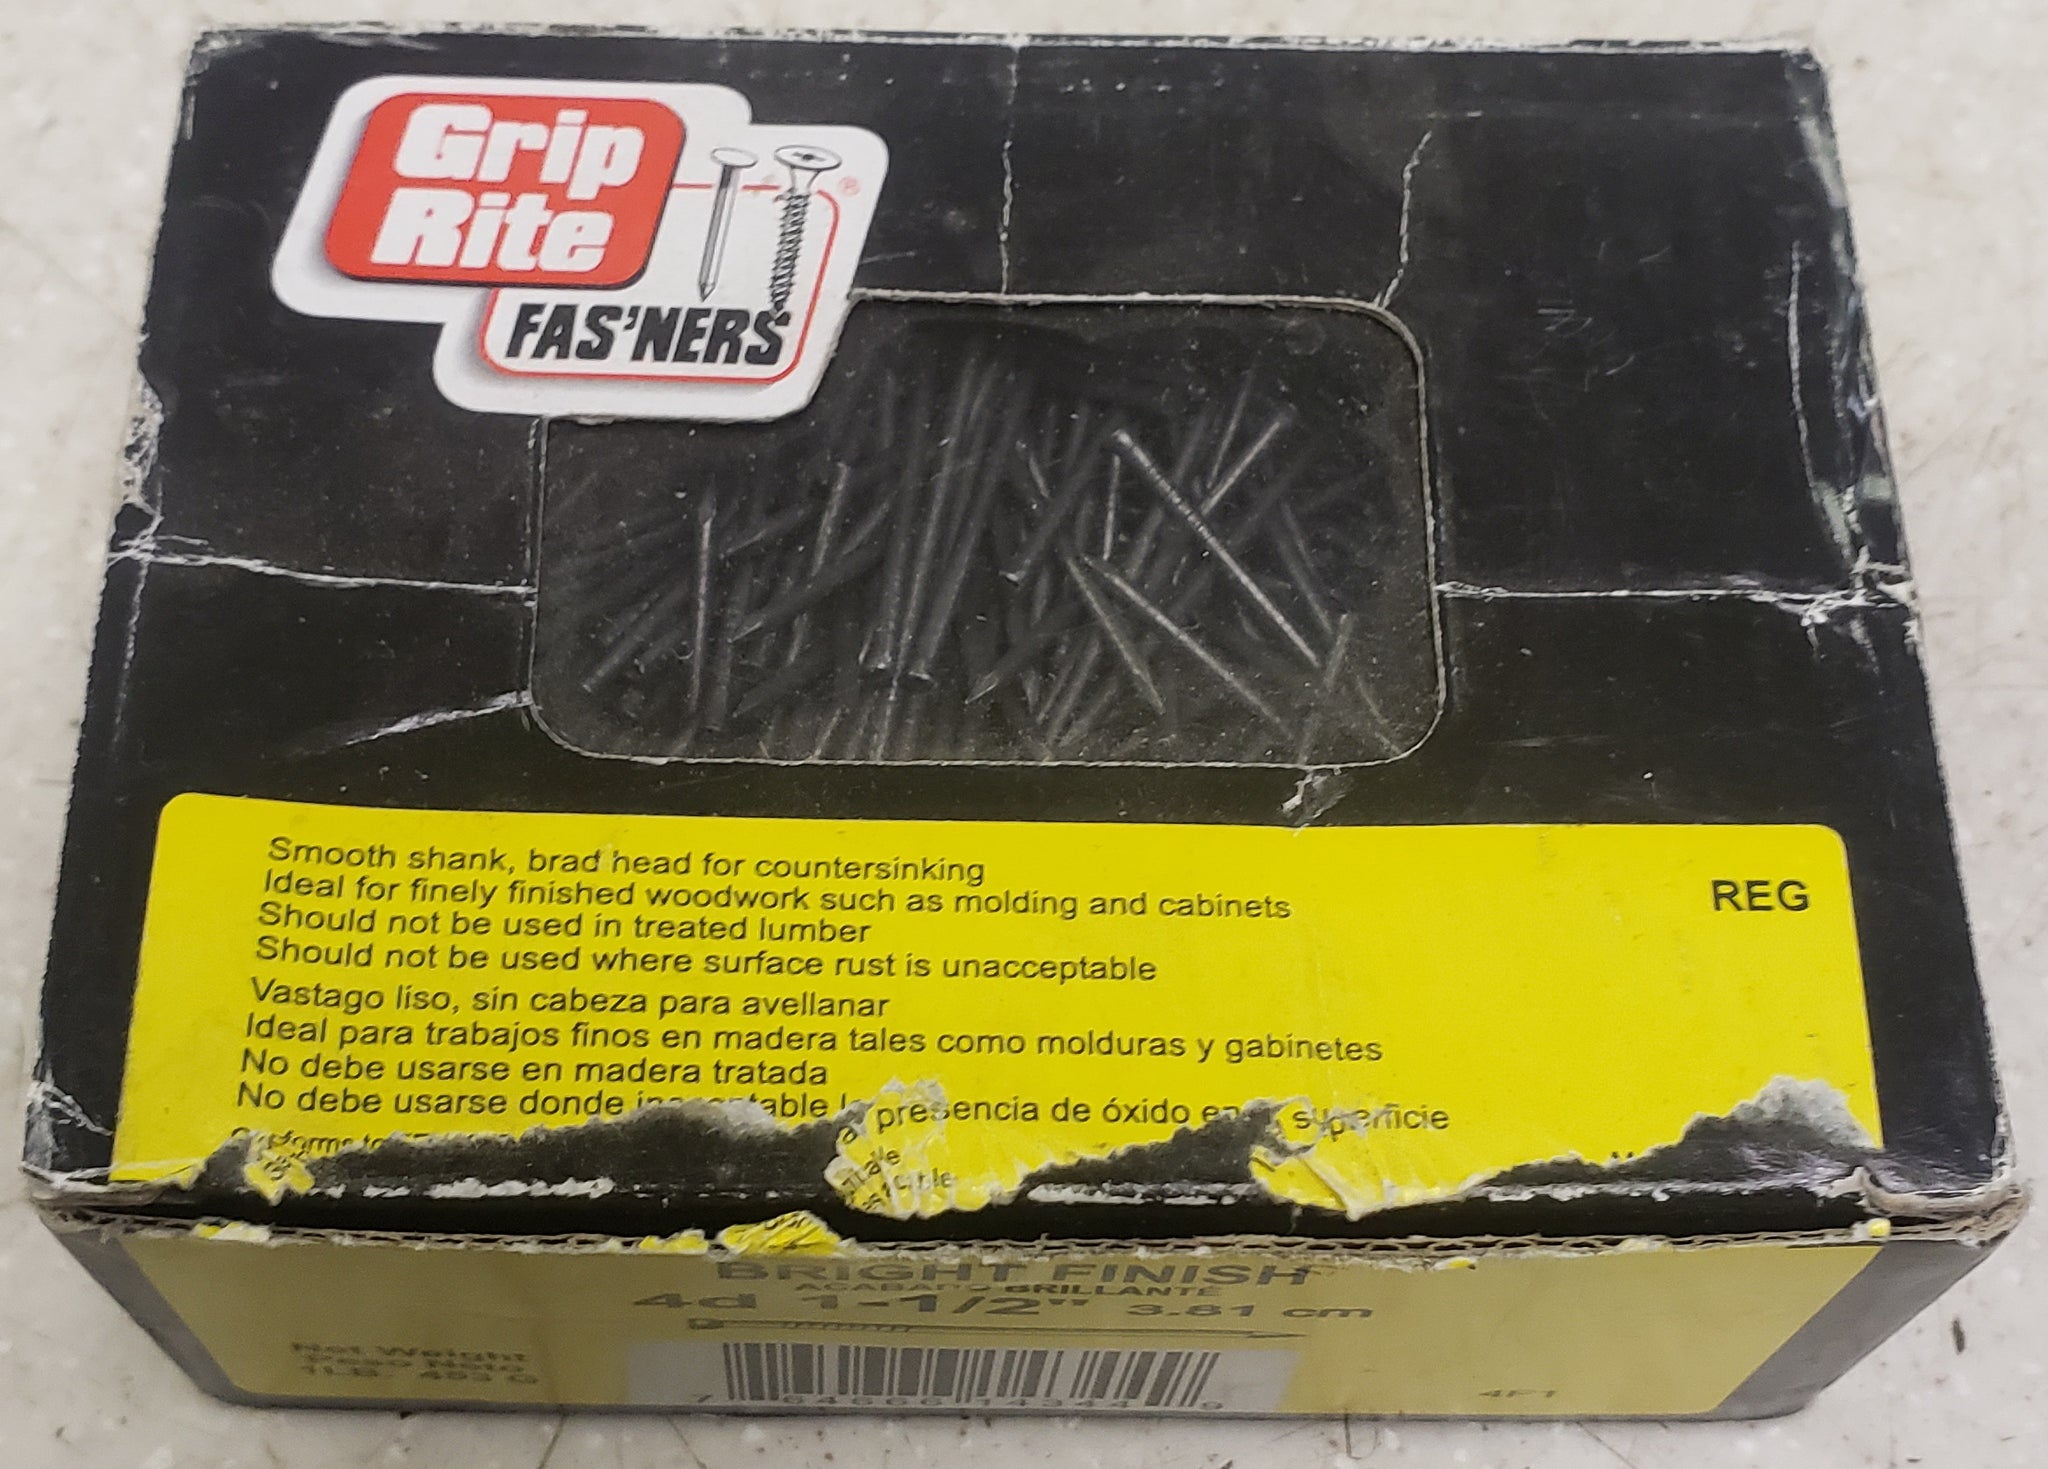 Grip
Rite
®
FAS'NERS
Smooth shank, brad head for countersinking
Ideal for finely finished woodwork such as molding and cabinets
Should not be used in treated lumber
Should not be used where surface rust is unacceptable
REG
Vastago liso, sin cabeza para avellanar
Ideal para trabajos finos en madera tales como molduras y gabinetes
No debe usarse en madera tratada
No debe usarse donde presencia de óxido superficie
BRIGHT FINISH
ACABADO BRILLANTE
4d 1-1/2" 3.81 cm
Net Weight
Peso Neto
1LB. 453 G
7 64666 14344 9
4F1